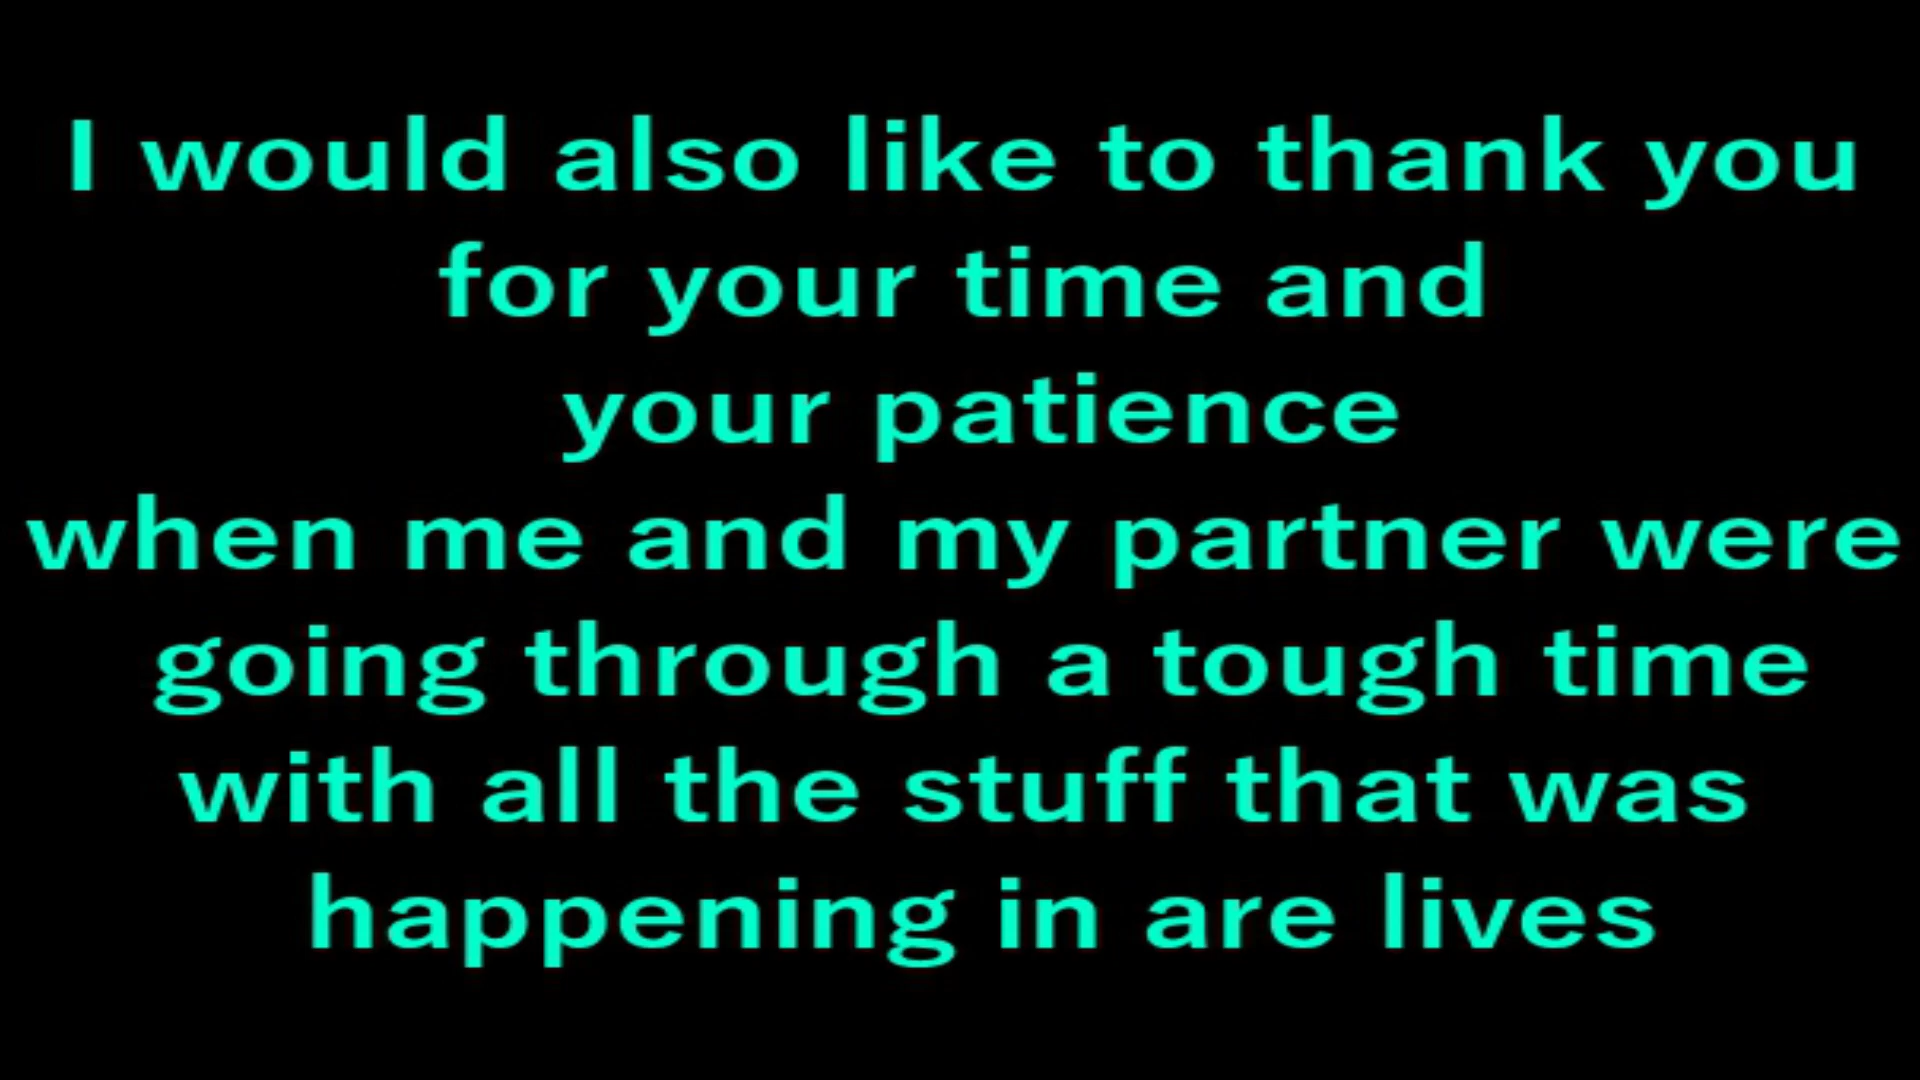 I would also like to thank you
for your time and
your patience
when me and my partner were
going through a tough time
with all the stuff that was
happening in are lives